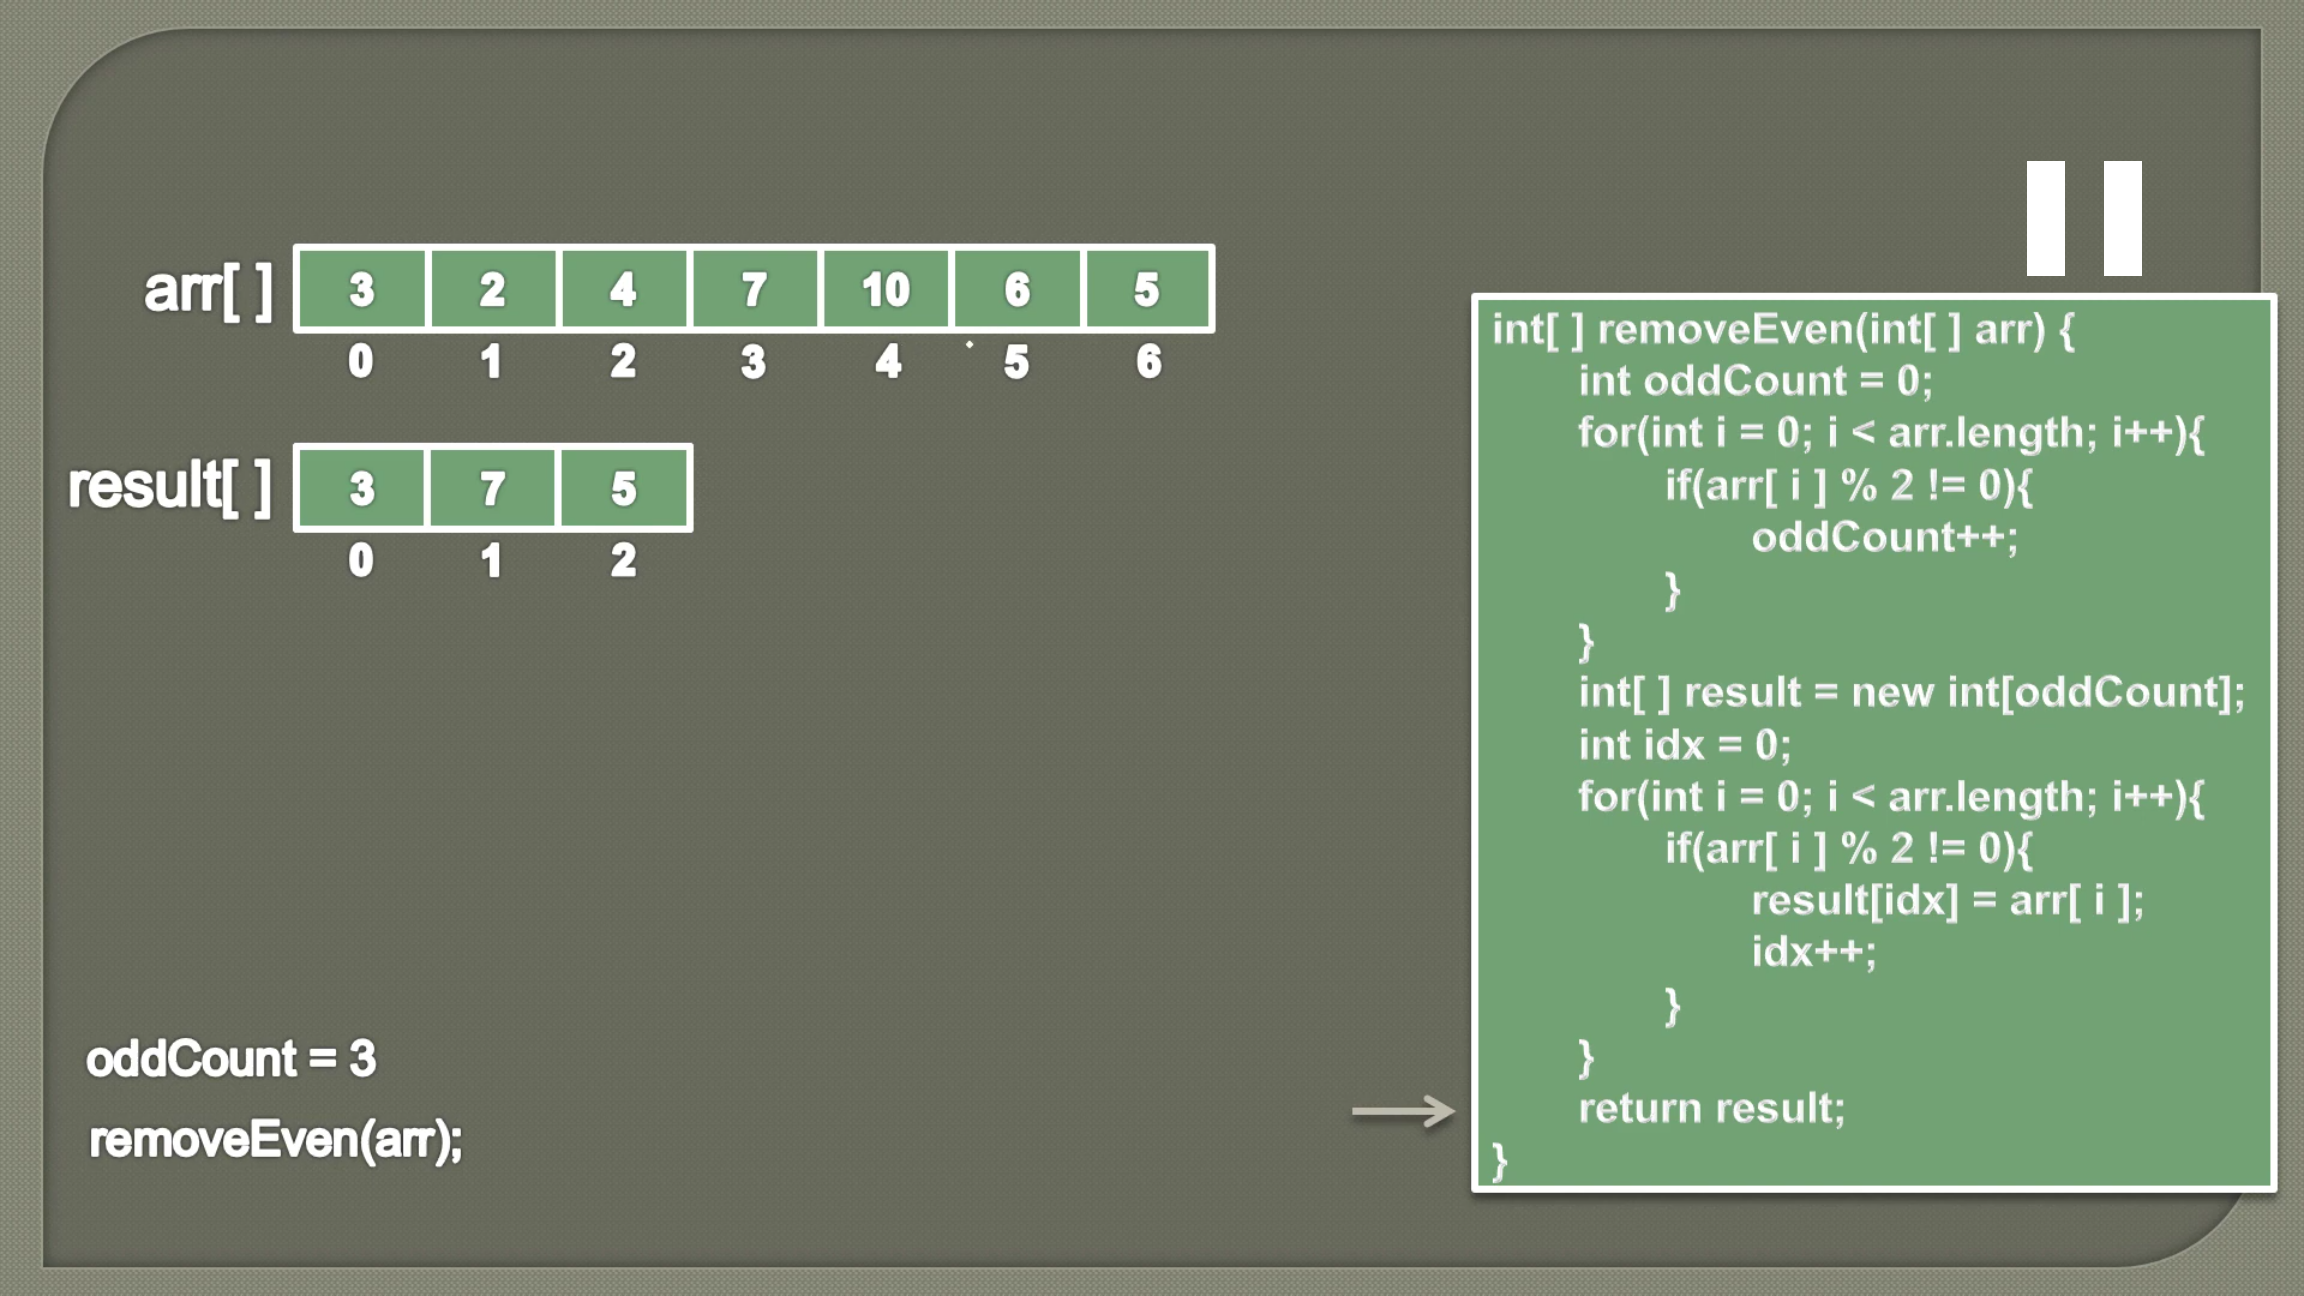 arr[ ] 3 2 4 7 10 6 5
0 1 2 3 4 5 6
result[ ] 3 7 5
0 1 2
oddCount = 3
removeEven(arr);
int[ ] removeEven(int[ ] arr) {
int oddCount = 0;
for(int i = 0; i < arr.length; i++){
if(arr[ i ] % 2 != 0){
oddCount++;
}
}
int[ ] result = new int[oddCount];
int idx = 0;
for(int i = 0; i < arr.length; i++){
if(arr[ i ] % 2 != 0){
result[idx] = arr[ i ];
idx++;
}
}
return result;
}